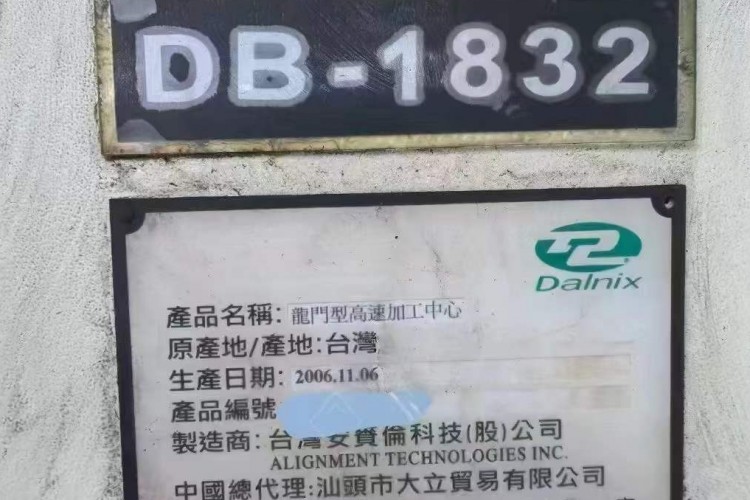 DB-1832
Dalnix
產品名稱: 龍門型高速加工中心
原產地/產地:台灣
生產日期: 2006.11.06
產品編號
製造商: 台灣安質倫科技(股)公司
ALIGNMENT TECHNOLOGIES INC.
中國總代理:汕頭市大立貿易有限公司